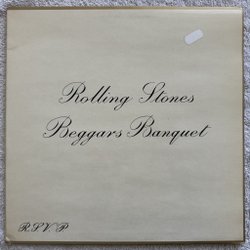 Rolling Stones
Beggars Banquet
R.S.V.P.